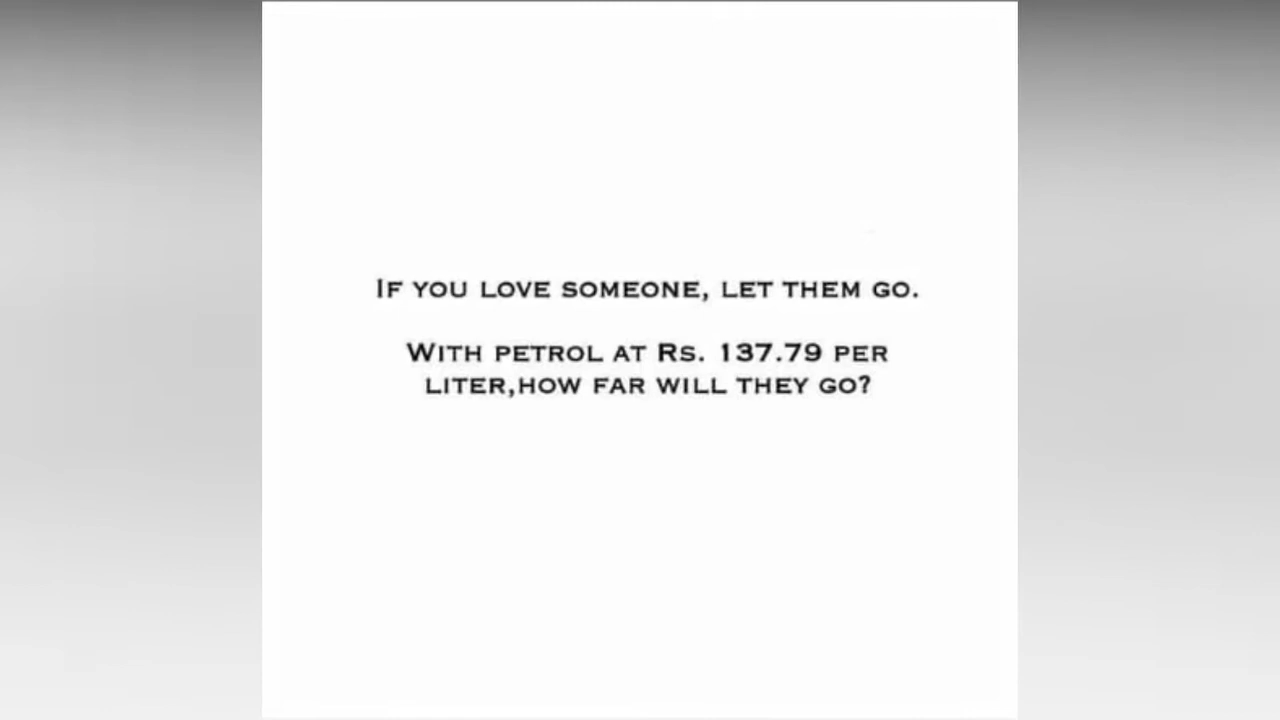 If you love someone, let them go.
With petrol at Rs. 137.79 per
liter,how far will they go?